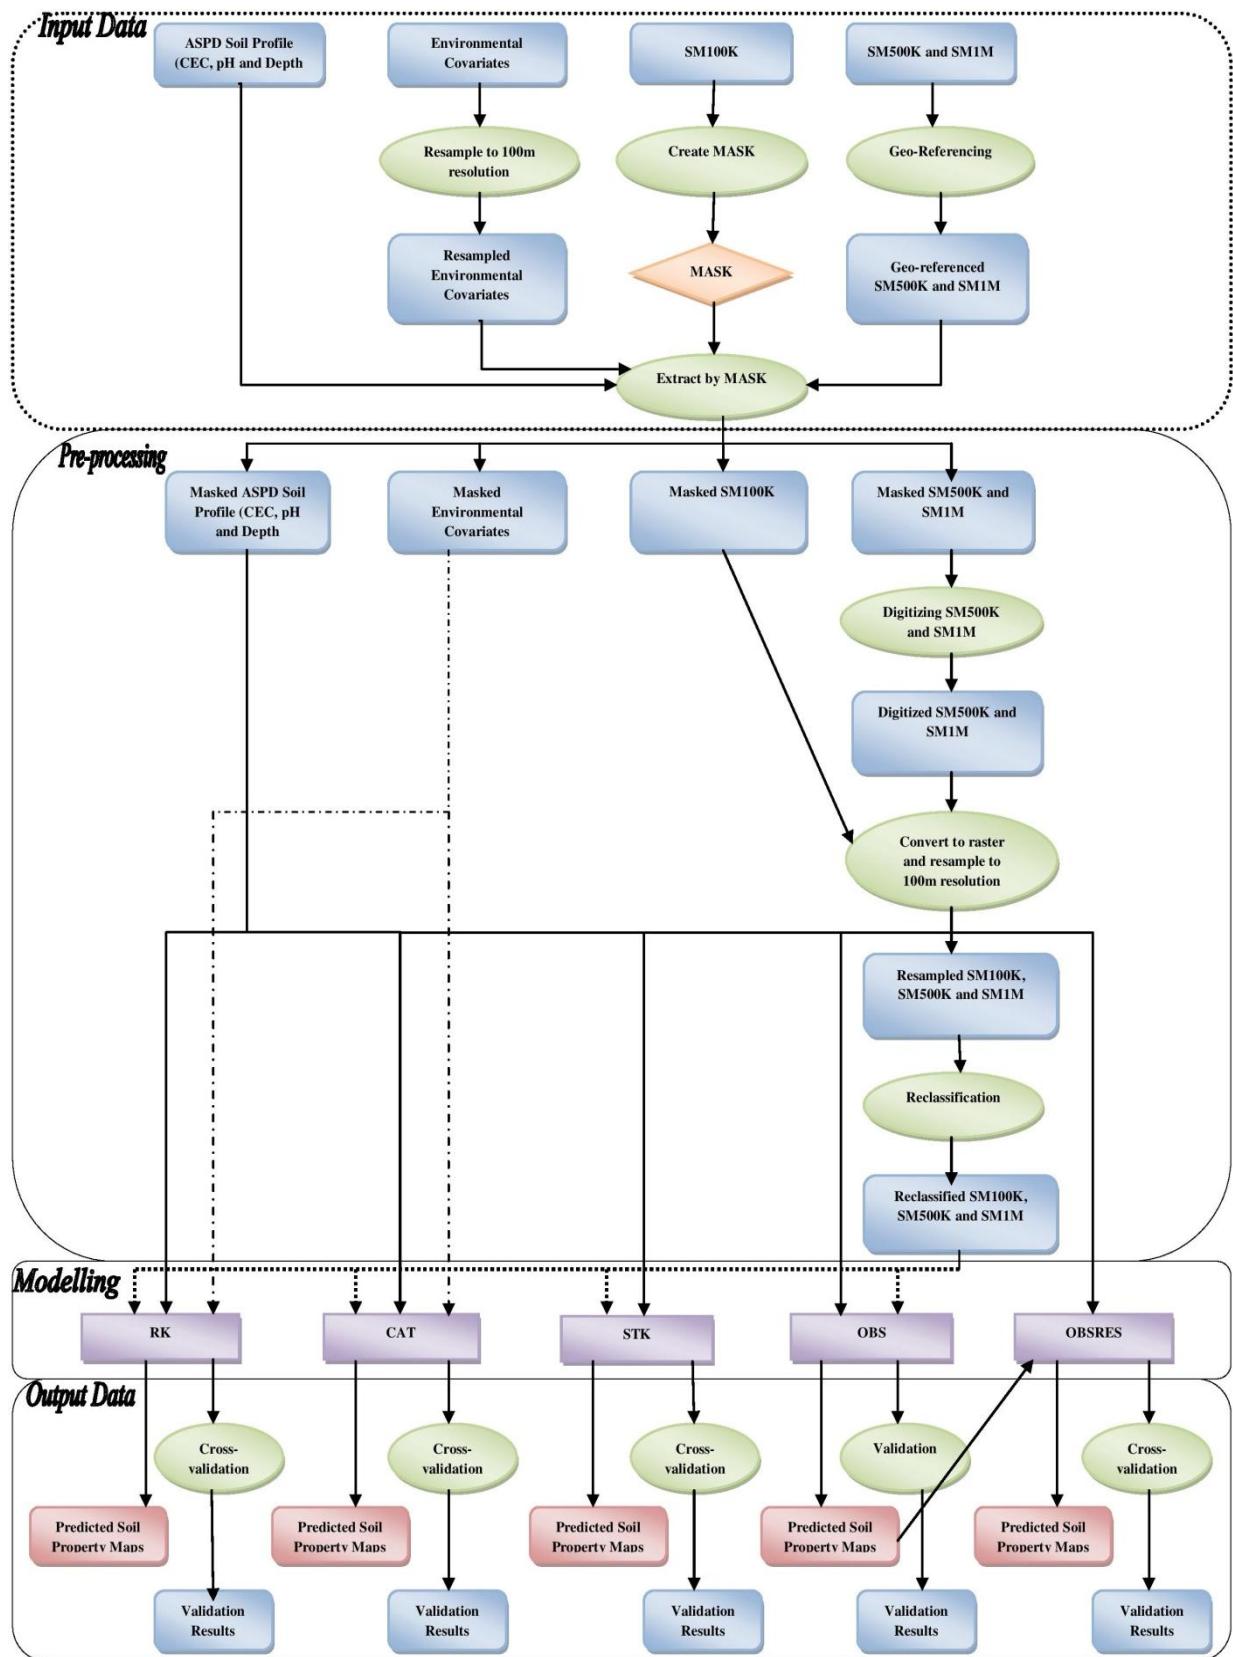 Input Data
ASPD Soil Profile
(CEC, pH and Depth
Environmental
Covariates
SM100K
SM500K and SM1M
Resample to 100m
resolution
Create MASK
Geo-Referencing
Resampled
Environmental
Covariates
MASK
Geo-referenced
SM500K and SM1M
Extract by MASK
Pre-processing
Masked ASPD Soil
Profile (CEC, pH
and Depth
Masked
Environmental
Covariates
Masked SM100K
Masked SM500K and
SM1M
Digitizing SM500K
and SM1M
Digitized SM500K and
SM1M
Convert to raster
and resample to
100m resolution
Resampled SM100K,
SM500K and SM1M
Reclassification
Reclassified SM100K,
SM500K and SM1M
Modelling
RK
CAT
STK
OBS
OBSRES
Output Data
Cross-
validation
Cross-
validation
Cross-
validation
Validation
Cross-
validation
Predicted Soil
Property Maps
Predicted Soil
Property Maps
Predicted Soil
Property Maps
Predicted Soil
Property Maps
Predicted Soil
Property Maps
Validation
Results
Validation
Results
Validation
Results
Validation
Results
Validation
Results